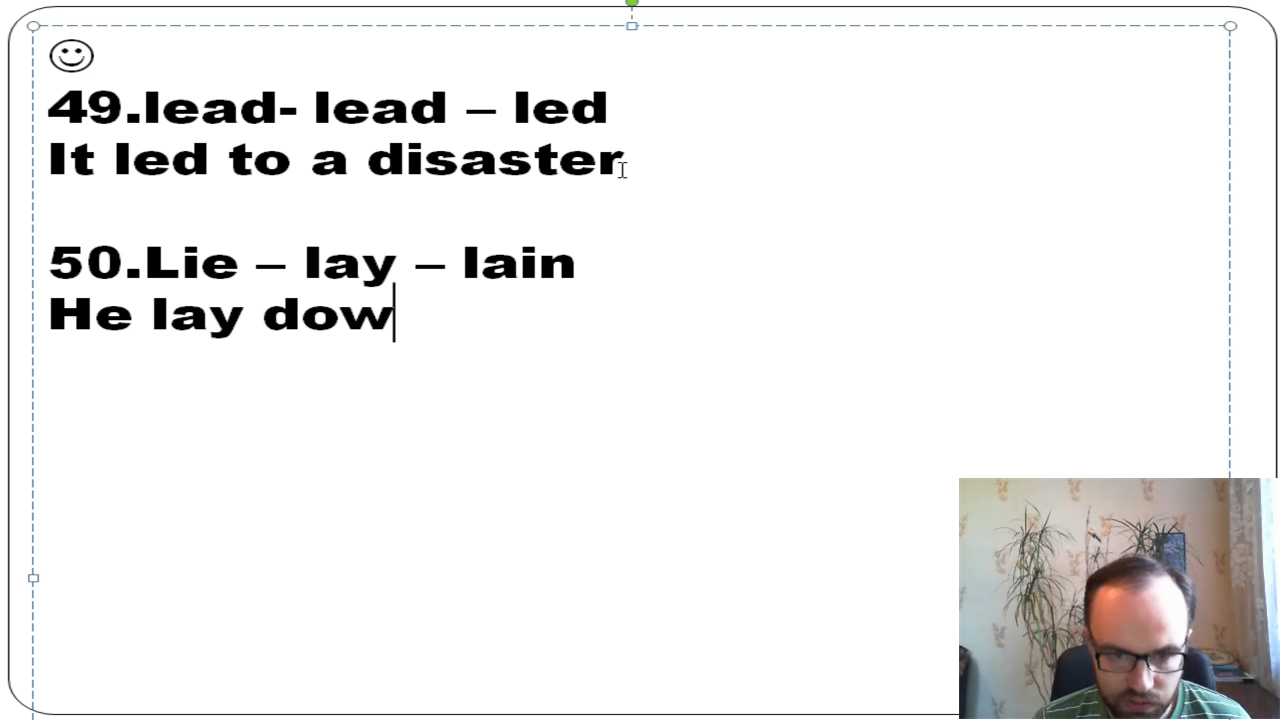 49.lead- lead – led
It led to a disaster
50.Lie – lay – lain
He lay dow